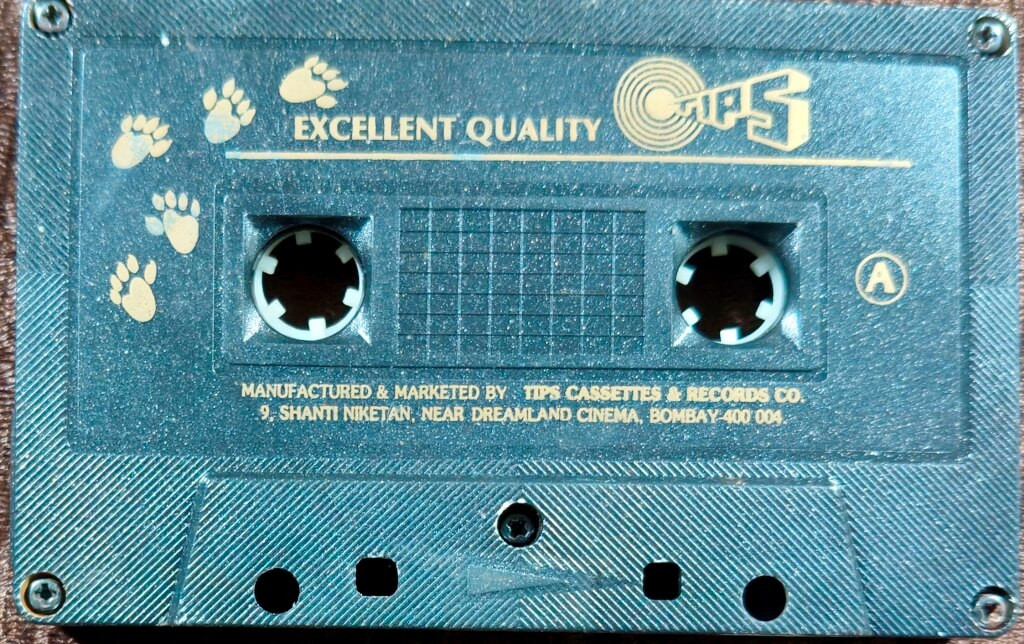 EXCELLENT QUALITY TIPS
A
MANUFACTURED & MARKETED BY TIPS CASSETTES & RECORDS CO.
9, SHANTI NIKETAN, NEAR DREAMLAND CINEMA, BOMBAY-400 004.